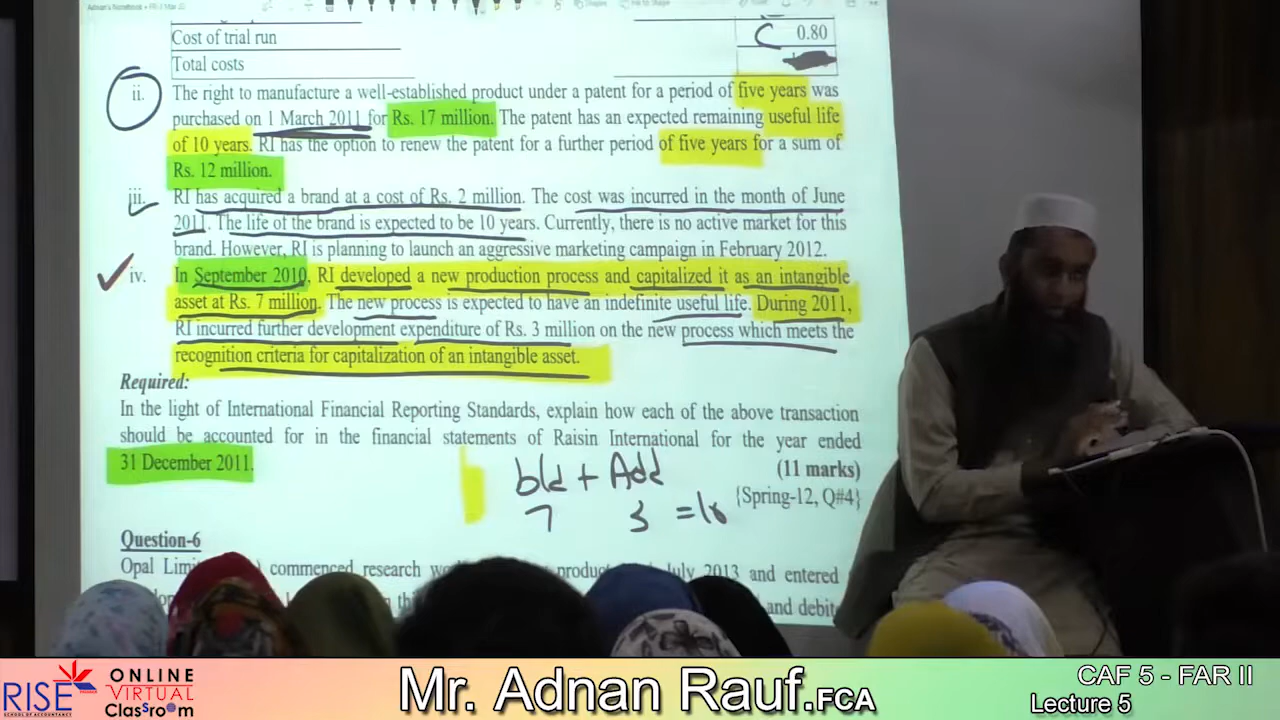 Cost of trial run C 0.80
Total costs
ii. The right to manufacture a well-established product under a patent for a period of five years was
purchased on 1 March 2011 for Rs. 17 million. The patent has an expected remaining useful life
of 10 years. RI has the option to renew the patent for a further period of five years for a sum of
Rs. 12 million.
iii. RI has acquired a brand at a cost of Rs. 2 million. The cost was incurred in the month of June
2011. The life of the brand is expected to be 10 years. Currently, there is no active market for this
brand. However, RI is planning to launch an aggressive marketing campaign in February 2012.
iv. In September 2010, RI developed a new production process and capitalized it as an intangible
asset at Rs. 7 million. The new process is expected to have an indefinite useful life. During 2011,
RI incurred further development expenditure of Rs. 3 million on the new process which meets the
recognition criteria for capitalization of an intangible asset.
Required:
In the light of International Financial Reporting Standards, explain how each of the above transaction
should be accounted for in the financial statements of Raisin International for the year ended
31 December 2011. (11 marks)
{Spring-12, Q#4}
bld + Add
7 3 =10
Question-6
commenced research July 2013 and entered
and debit
RISE
SCHOOL OF ACCOUNTANCY
ONLINE
VIRTUAL
Classroom
Mr. Adnan Rauf.FCA
CAF 5 - FAR II
Lecture 5